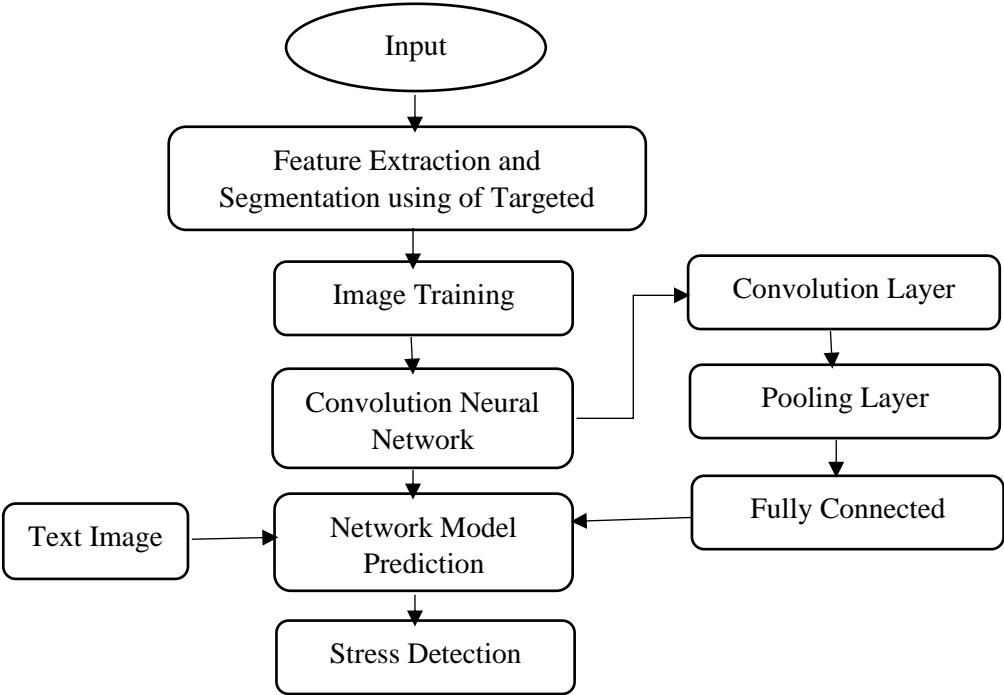 Input
Feature Extraction and
Segmentation using of Targeted
Image Training
Convolution Layer
Convolution Neural
Network
Pooling Layer
Fully Connected
Text Image
Network Model
Prediction
Stress Detection